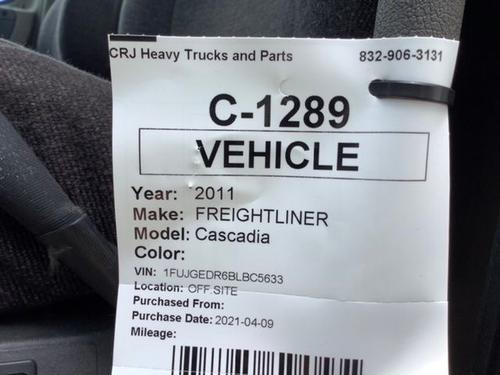 CRJ Heavy Trucks and Parts 832-906-3131
C-1289
VEHICLE
Year: 2011
Make: FREIGHTLINER
Model: Cascadia
Color:
VIN: 1FUJGEDR6BLBC5633
Location: OFF SITE
Purchased From:
Purchase Date: 2021-04-09
Mileage: